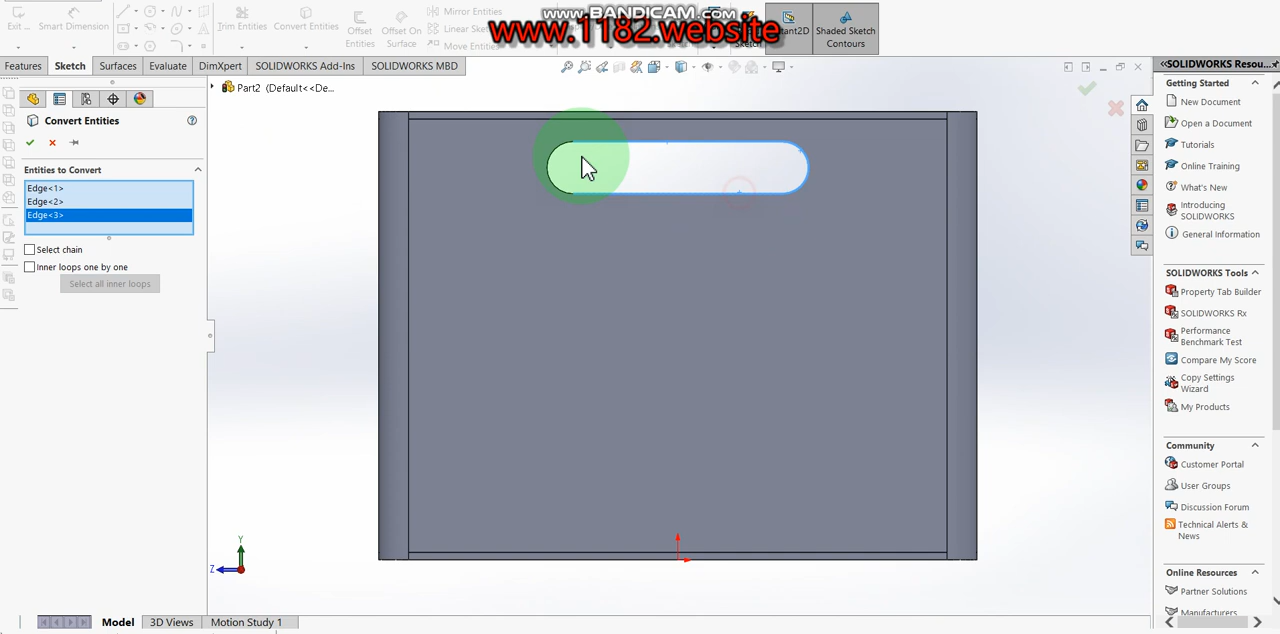 www.BANDICAM.com
www.1182.website
Exit...
Smart Dimension
Trim Entities
Convert Entities
Offset Entities
Offset On Surface
Mirror Entities
Linear Sketch
Move Entities
Sketch
Instant2D
Shaded Sketch Contours
Features
Sketch
Surfaces
Evaluate
DimXpert
SOLIDWORKS Add-Ins
SOLIDWORKS MBD
Part2 (Default<<De...
Convert Entities
Entities to Convert
Edge<1>
Edge<2>
Edge<3>
Select chain
Inner loops one by one
Select all inner loops
Y
Z
Model
3D Views
Motion Study 1
SOLIDWORKS Resou...
Getting Started
New Document
Open a Document
Tutorials
Online Training
What's New
Introducing
SOLIDWORKS
General Information
SOLIDWORKS Tools
Property Tab Builder
SOLIDWORKS Rx
Performance
Benchmark Test
Compare My Score
Copy Settings
Wizard
My Products
Community
Customer Portal
User Groups
Discussion Forum
Technical Alerts &
News
Online Resources
Partner Solutions
Manufacturers